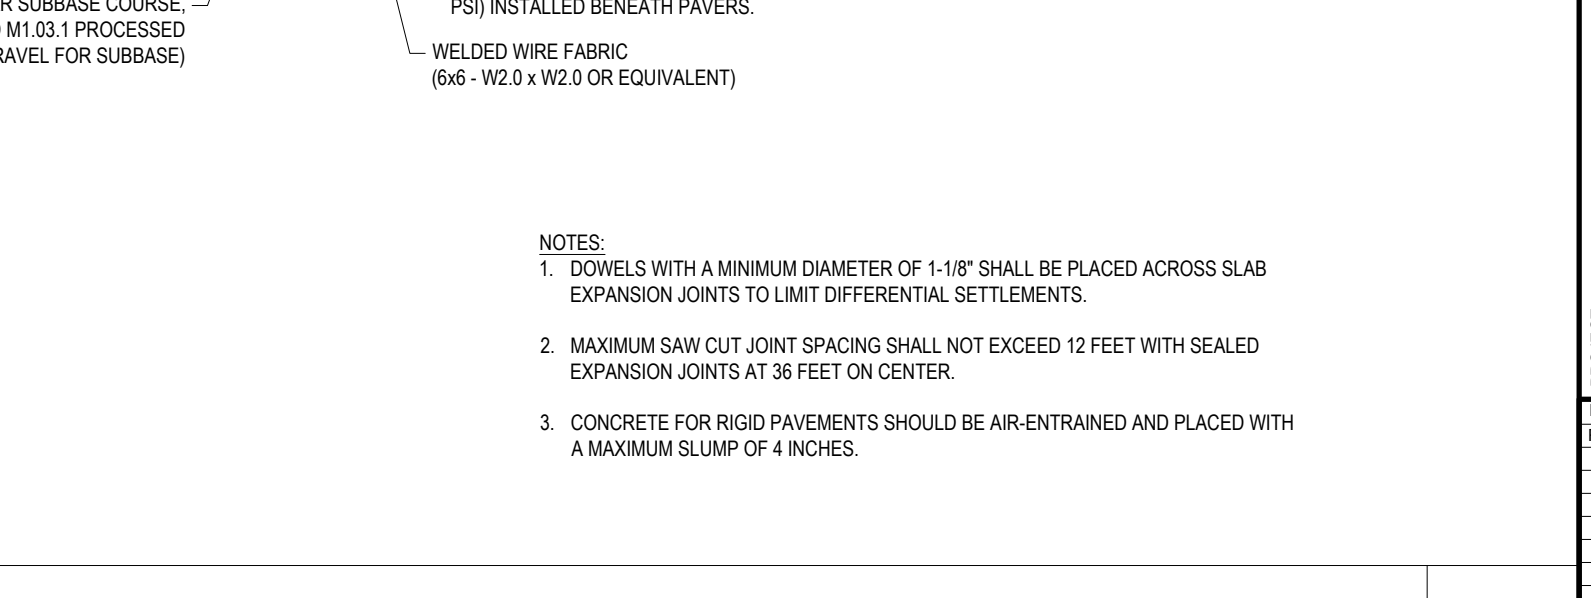 SUBBASE COURSE,
M1.03.1 PROCESSED
FOR SUBBASE)
PSI) INSTALLED BENEATH PAVERS.
WELDED WIRE FABRIC
(6x6 - W2.0 x W2.0 OR EQUIVALENT)
NOTES:
1. DOWELS WITH A MINIMUM DIAMETER OF 1-1/8" SHALL BE PLACED ACROSS SLAB
EXPANSION JOINTS TO LIMIT DIFFERENTIAL SETTLEMENTS.
2. MAXIMUM SAW CUT JOINT SPACING SHALL NOT EXCEED 12 FEET WITH SEALED
EXPANSION JOINTS AT 36 FEET ON CENTER.
3. CONCRETE FOR RIGID PAVEMENTS SHOULD BE AIR-ENTRAINED AND PLACED WITH
A MAXIMUM SLUMP OF 4 INCHES.